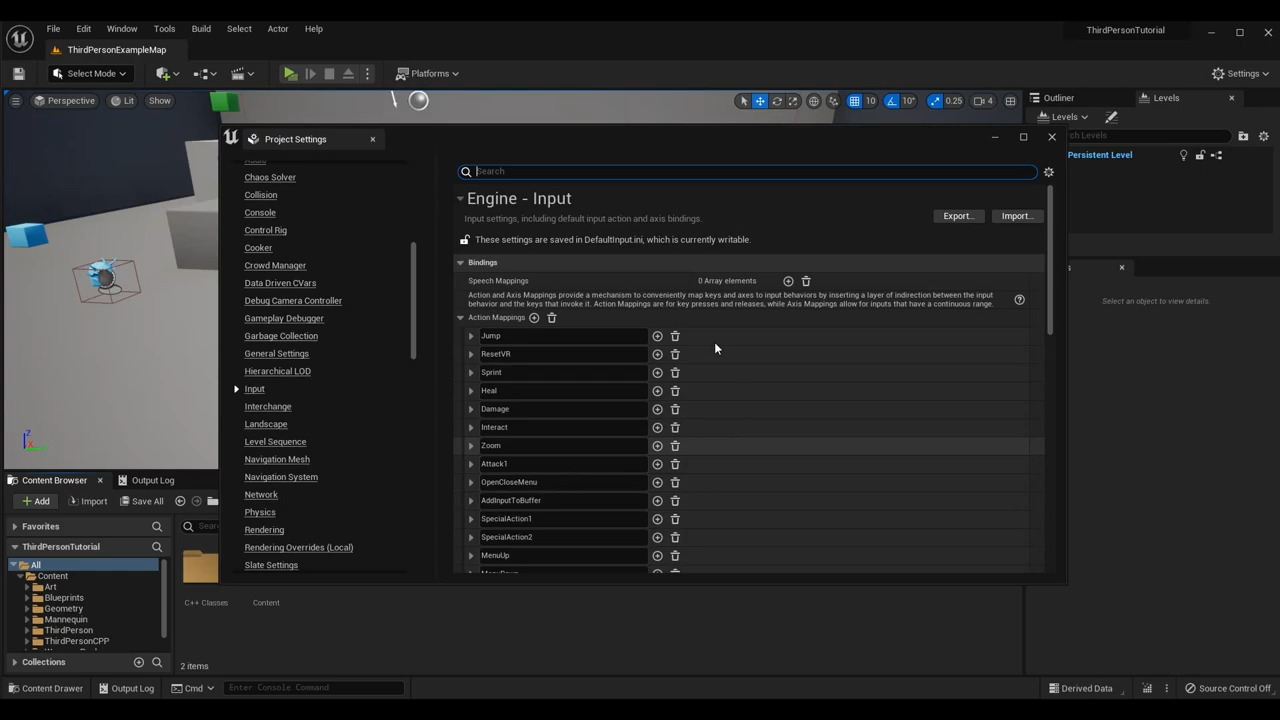 File Edit Window Tools Build Select Actor Help
ThirdPersonTutorial
ThirdPersonExampleMap
Select Mode
Platforms
Settings
Perspective Lit Show
10 10° 0.25 4
Outliner Levels
Levels
Levels
Persistent Level
Select an object to view details.
Project Settings
Chaos Solver
Collision
Console
Control Rig
Cooker
Crowd Manager
Data Driven CVars
Debug Camera Controller
Gameplay Debugger
Garbage Collection
General Settings
Hierarchical LOD
Input
Interchange
Landscape
Level Sequence
Navigation Mesh
Navigation System
Network
Physics
Rendering
Rendering Overrides (Local)
Slate Settings
Search
Engine - Input
Input settings, including default input action and axis bindings.
Export... Import...
These settings are saved in DefaultInput.ini, which is currently writable.
Bindings
Speech Mappings 0 Array elements
Action and Axis Mappings provide a mechanism to conveniently map keys and axes to input behaviors by inserting a layer of indirection between the input
behavior and the keys that invoke it. Action Mappings are for key presses and releases, while Axis Mappings allow for inputs that have a continuous range.
Action Mappings
Jump
ResetVR
Sprint
Heal
Damage
Interact
Zoom
Attack1
OpenCloseMenu
AddInputToBuffer
SpecialAction1
SpecialAction2
MenuUp
Content Browser Output Log
Add Import Save All
Favorites
ThirdPersonTutorial
All
Content
Art
Blueprints
Geometry
Mannequin
ThirdPerson
ThirdPersonCPP
Collections
C++ Classes Content
2 items
Content Drawer Output Log Cmd Enter Console Command
Derived Data Source Control Off